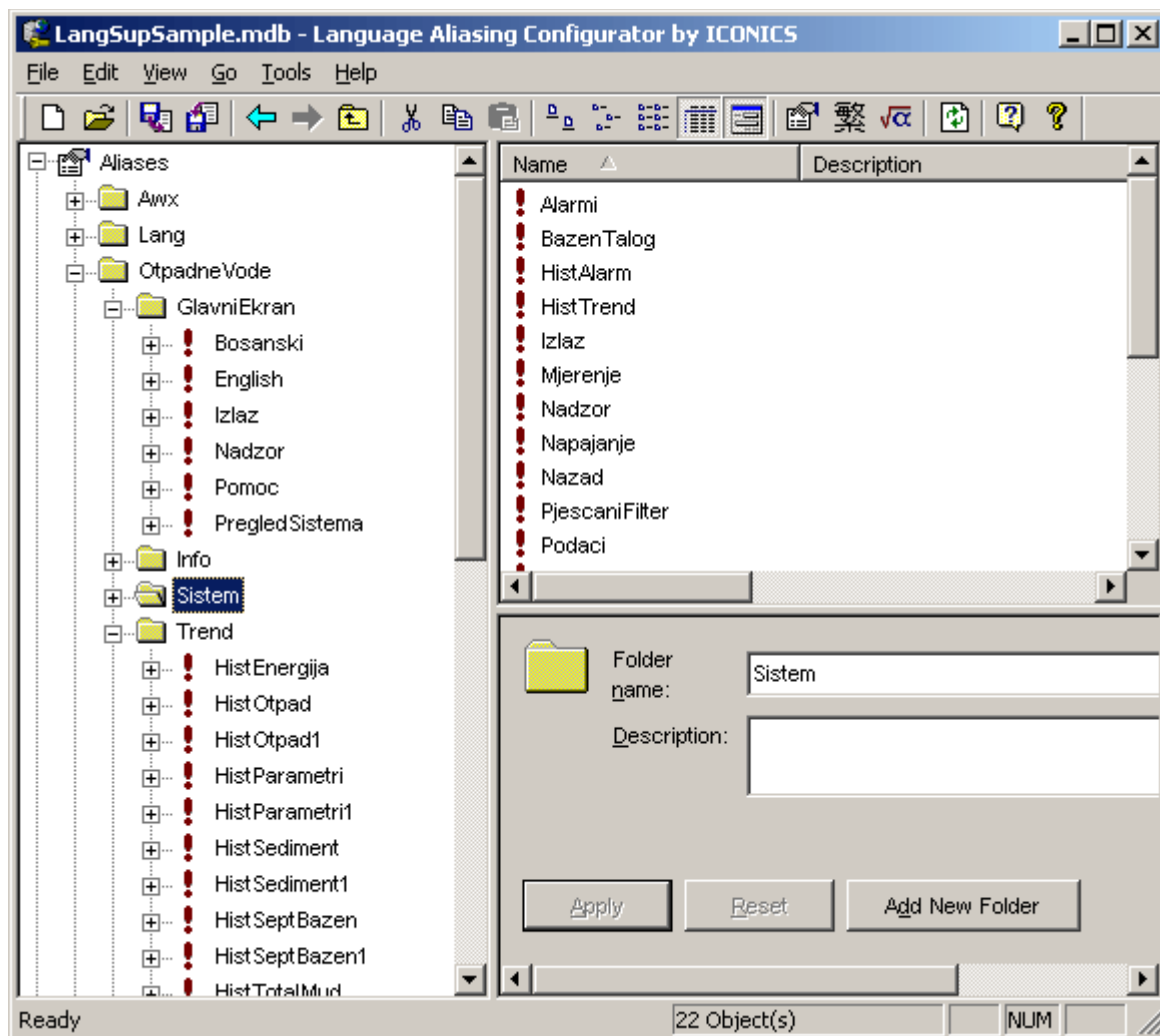 LangSupSample.mdb - Language Aliasing Configurator by ICONICS
File Edit View Go Tools Help
繁 √α
Aliases
Awx
Lang
OtpadneVode
GlavniEkran
Bosanski
English
Izlaz
Nadzor
Pomoc
PregledSistema
Info
Sistem
Trend
HistEnergija
HistOtpad
HistOtpad1
HistParametri
HistParametri1
HistSediment
HistSediment1
HistSeptBazen
HistSeptBazen1
HistTotalMud
Name Description
Alarmi
BazenTalog
HistAlarm
HistTrend
Izlaz
Mjerenje
Nadzor
Napajanje
Nazad
PjescaniFilter
Podaci
Folder
name:
Sistem
Description:
Apply Reset Add New Folder
Ready 22 Object(s) NUM